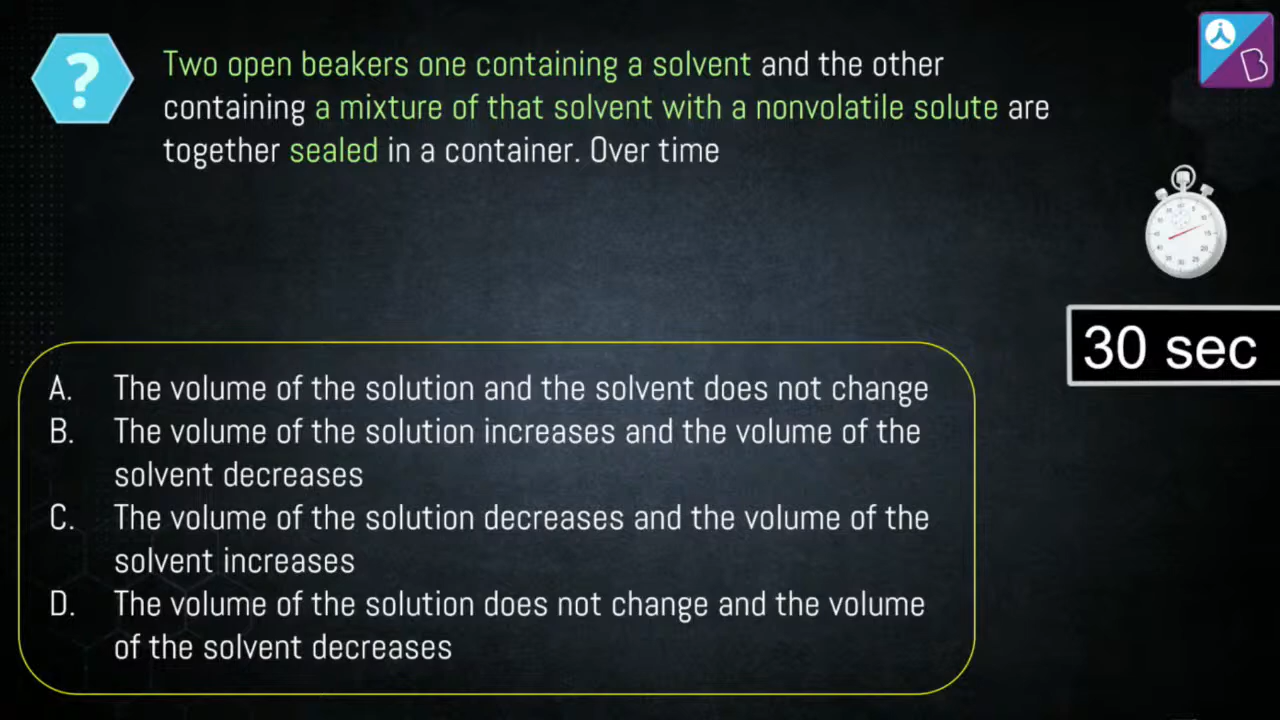 ?
Two open beakers one containing a solvent and the other
containing a mixture of that solvent with a nonvolatile solute are
together sealed in a container. Over time
B
30 sec
A. The volume of the solution and the solvent does not change
B. The volume of the solution increases and the volume of the
solvent decreases
C. The volume of the solution decreases and the volume of the
solvent increases
D. The volume of the solution does not change and the volume
of the solvent decreases